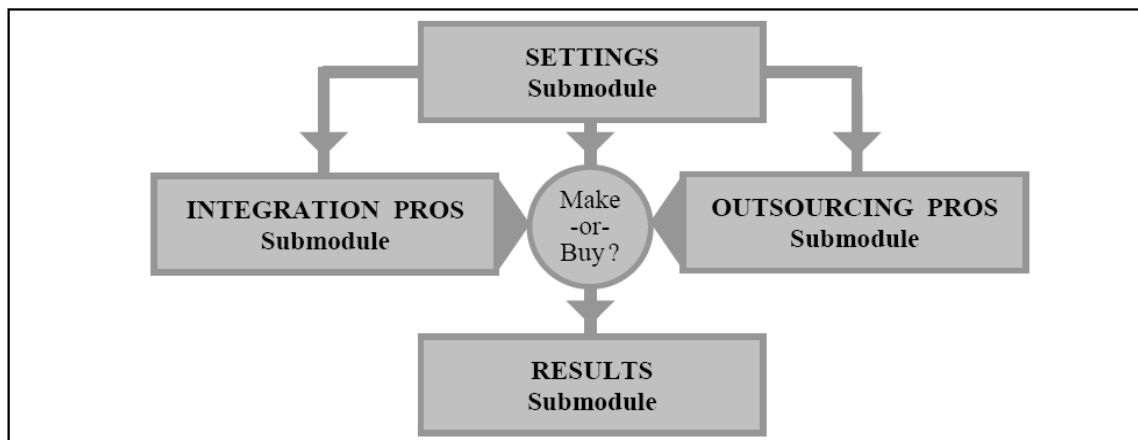 SETTINGS
Submodule
INTEGRATION PROS
Submodule
Make
-or-
Buy ?
OUTSOURCING PROS
Submodule
RESULTS
Submodule